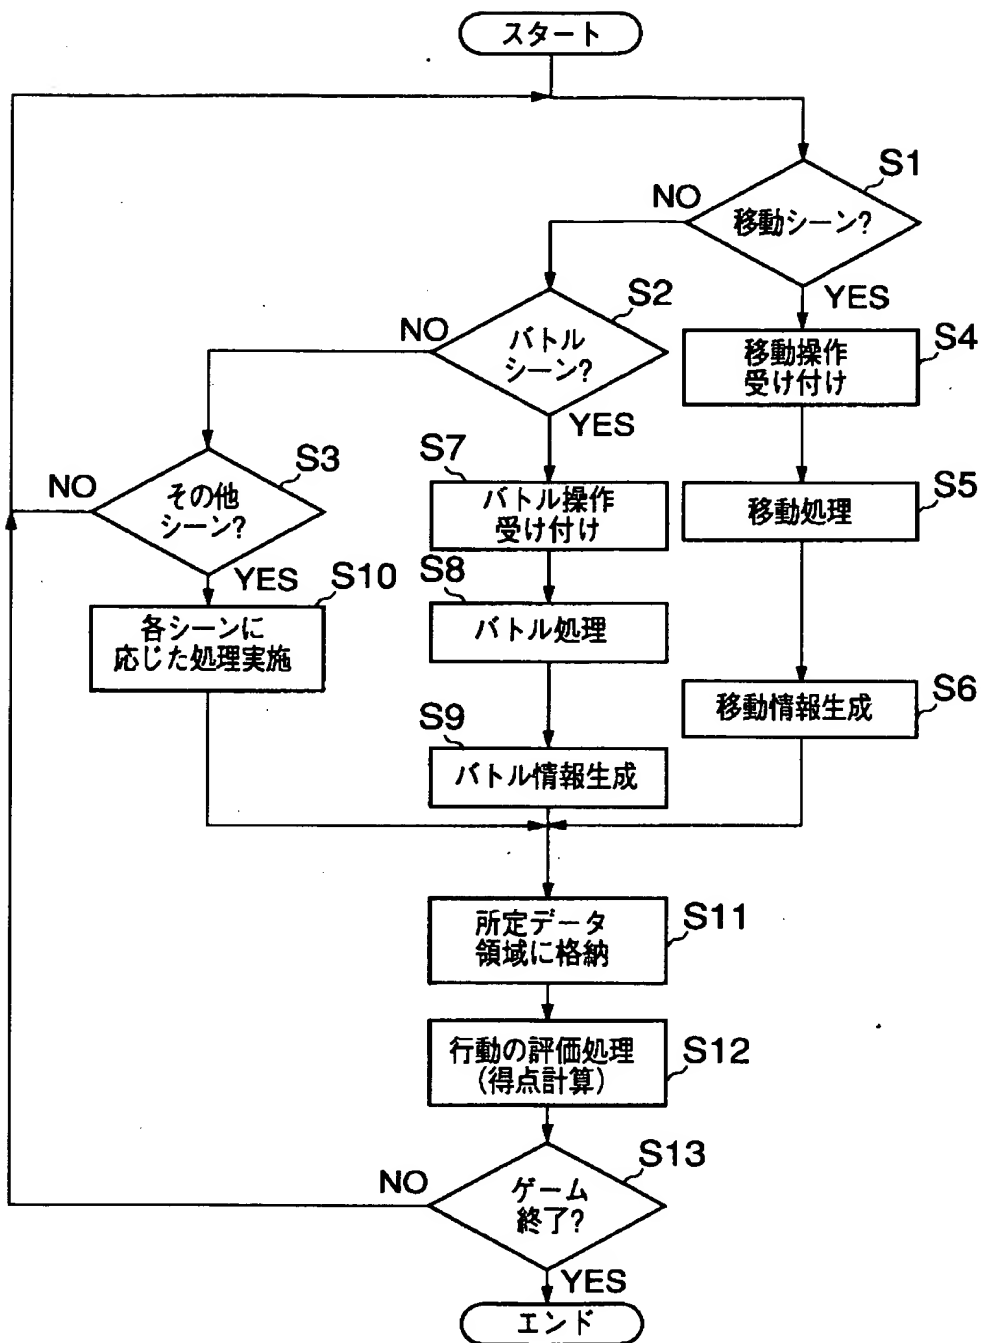 スタート
S1
NO
移動シーン?
YES
S2
NO
バトル
シーン?
YES
S4
移動操作
受け付け
S3
NO
その他
シーン?
YES
S7
バトル操作
受け付け
S5
移動処理
S10
各シーンに
応じた処理実施
S8
バトル処理
S6
移動情報生成
S9
バトル情報生成
S11
所定データ
領域に格納
S12
行動の評価処理
(得点計算)
S13
NO
ゲーム
終了?
YES
エンド